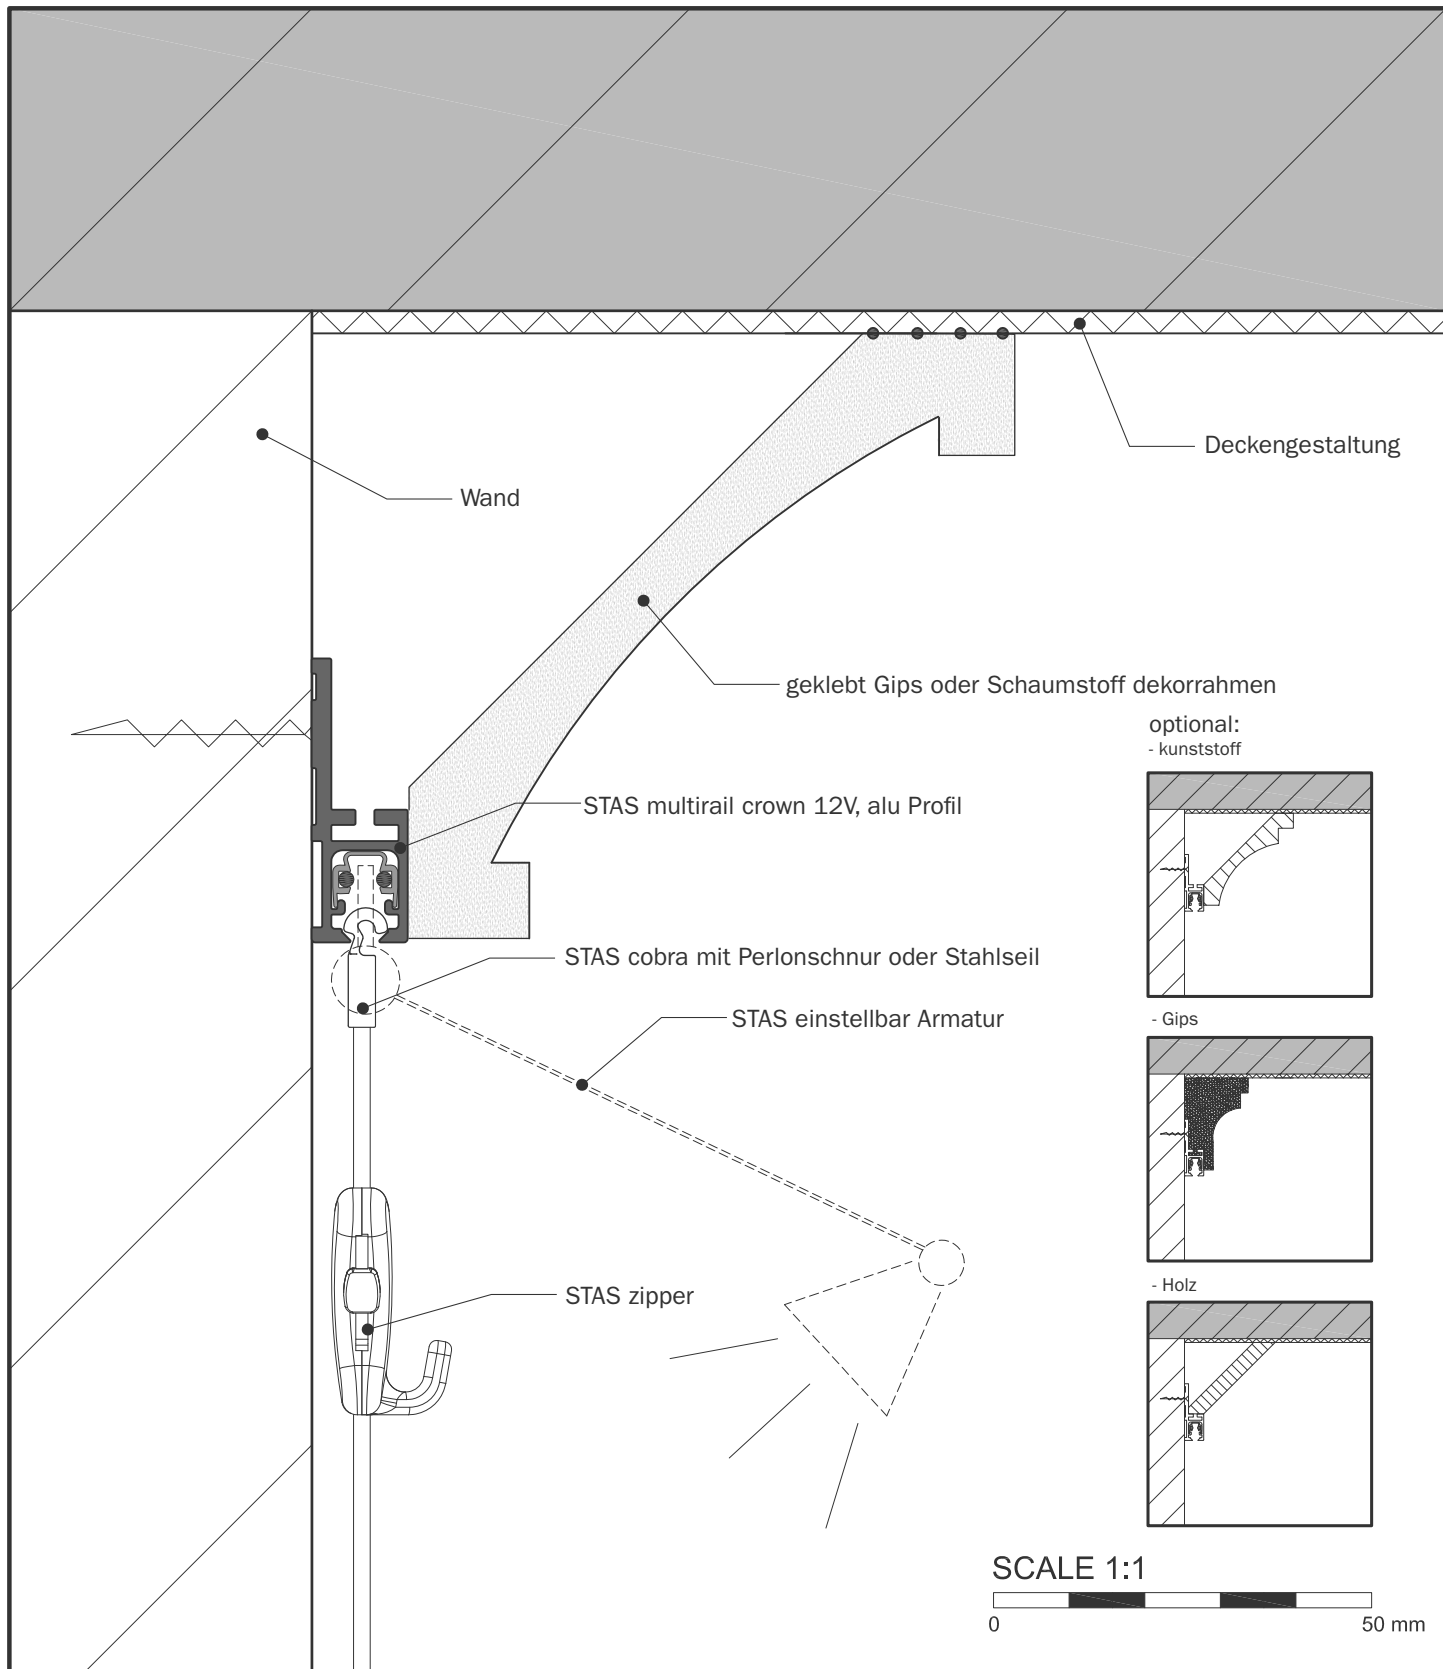 Deckengestaltung
Wand
geklebt Gips oder Schaumstoff dekorrahmen
optional:
- kunststoff
STAS multirail crown 12V, alu Profil
STAS cobra mit Perlonschnur oder Stahlseil
- Gips
STAS einstellbar Armatur
- Holz
STAS zipper
SCALE 1:1
0 50 mm